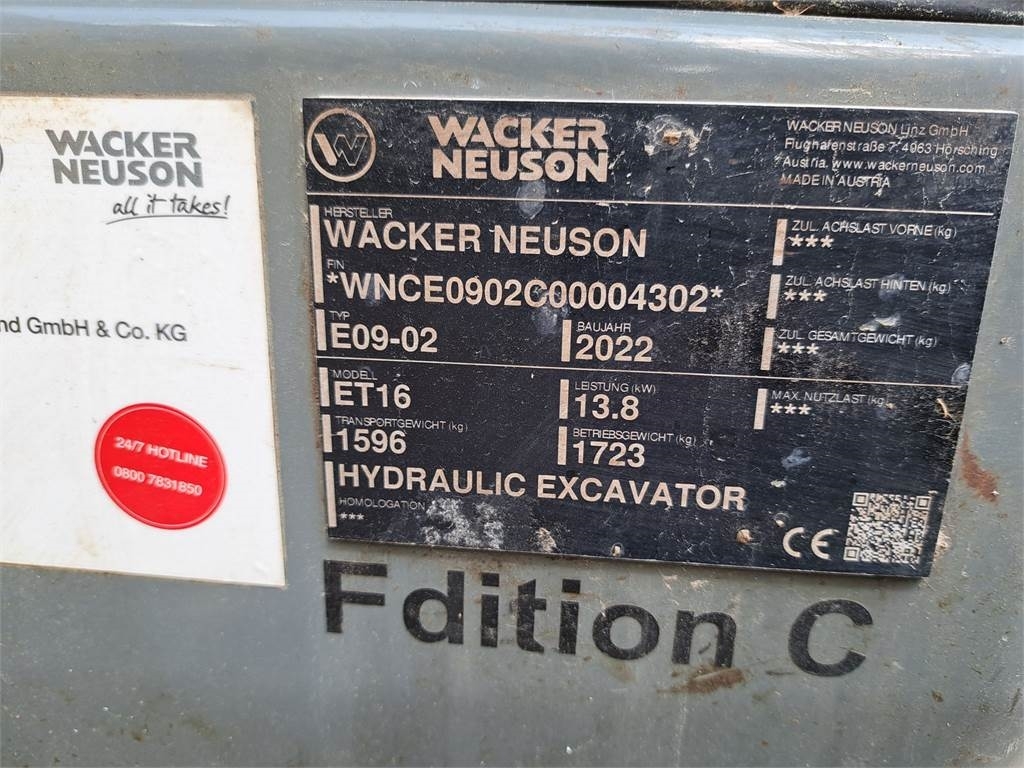 WACKER
NEUSON
all it takes!
nd GmbH & Co. KG
24/7 HOTLINE
0800 7831850
WACKER
NEUSON
WACKER NEUSON Linz GmbH
Flughafenstraße 7, 4063 Hörsching
Austria, www.wackerneuson.com
MADE IN AUSTRIA
HERSTELLER
WACKER NEUSON
FIN
*WNCE0902C00004302*
TYP
E09-02
BAUJAHR
2022
MODELL
ET16
LEISTUNG (kW)
13.8
TRANSPORTGEWICHT (kg)
1596
BETRIEBSGEWICHT (kg)
1723
HYDRAULIC EXCAVATOR
HOMOLOGATION
***
ZUL. ACHSLAST VORNE (kg)
***
ZUL. ACHSLAST HINTEN (kg)
***
ZUL. GESAMTGEWICHT (kg)
***
MAX. NUTZLAST (kg)
***
CE
Edition C